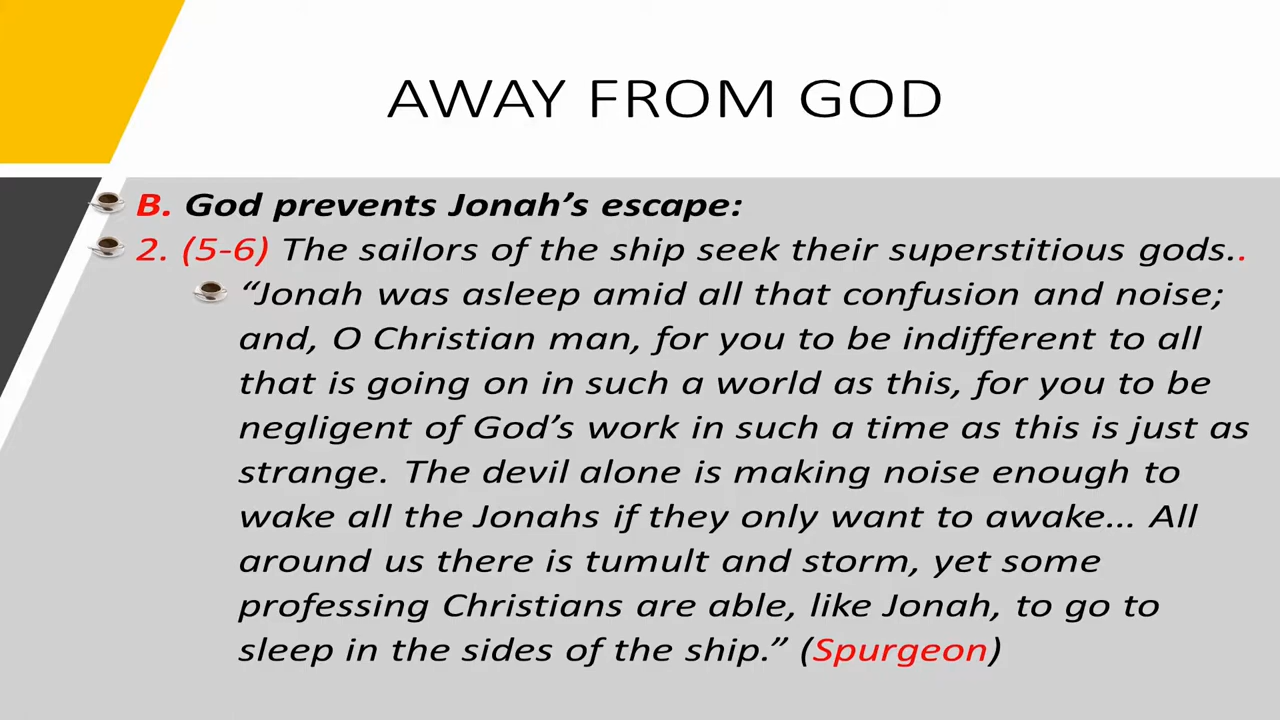 AWAY FROM GOD
B. God prevents Jonah’s escape:
2. (5-6) The sailors of the ship seek their superstitious gods..
“Jonah was asleep amid all that confusion and noise;
and, O Christian man, for you to be indifferent to all
that is going on in such a world as this, for you to be
negligent of God’s work in such a time as this is just as
strange. The devil alone is making noise enough to
wake all the Jonahs if they only want to awake… All
around us there is tumult and storm, yet some
professing Christians are able, like Jonah, to go to
sleep in the sides of the ship.” (Spurgeon)